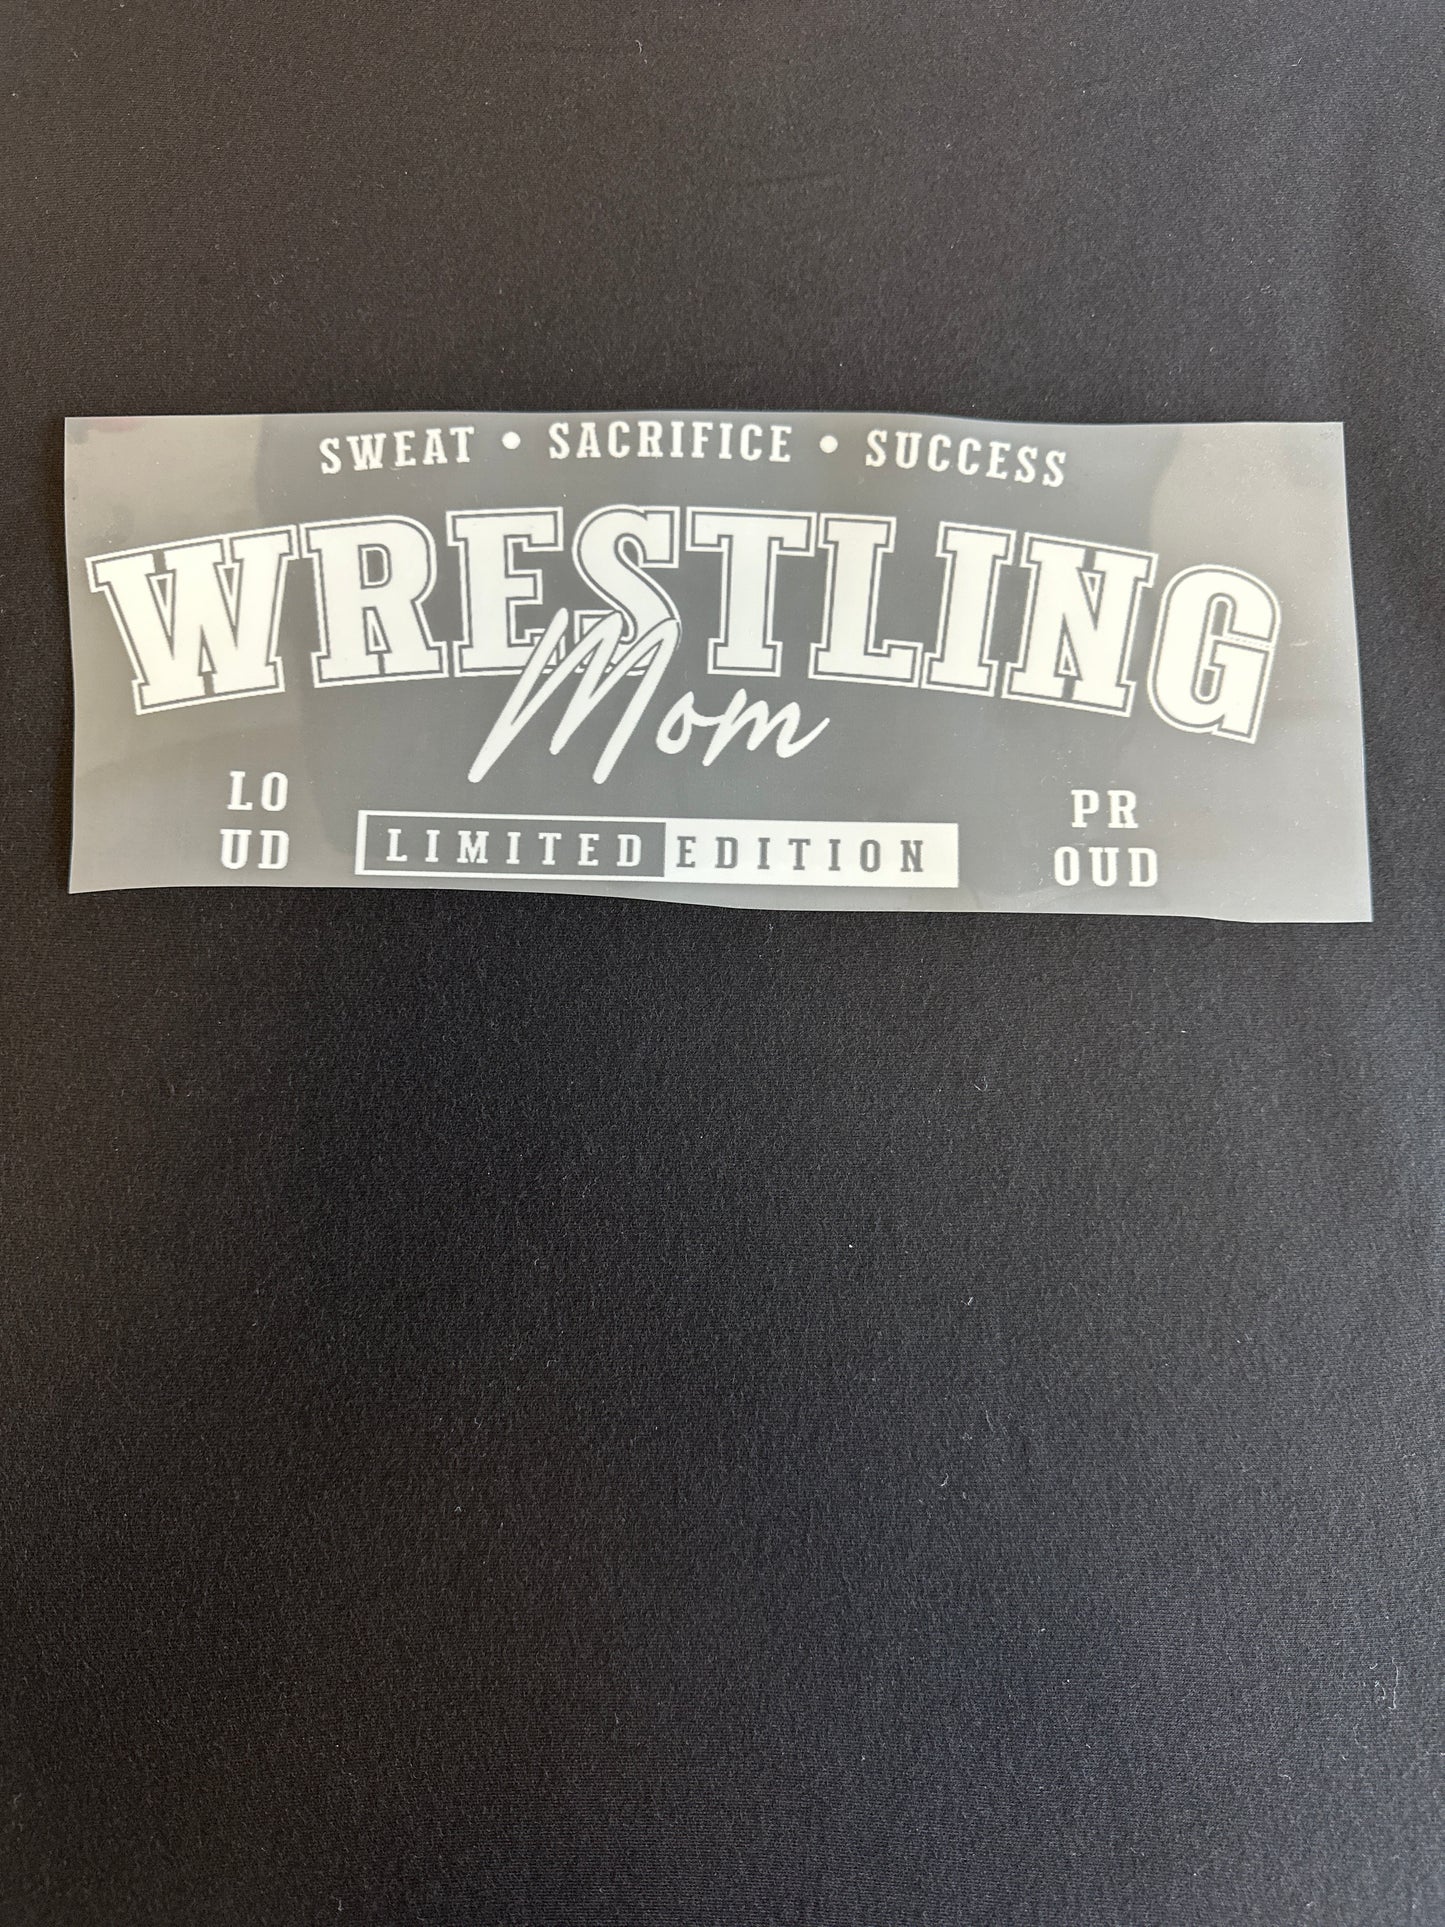 SWEAT • SACRIFICE • SUCCESS
WRESTLING
Mom
LO
UD
LIMITED EDITION
PR
OUD